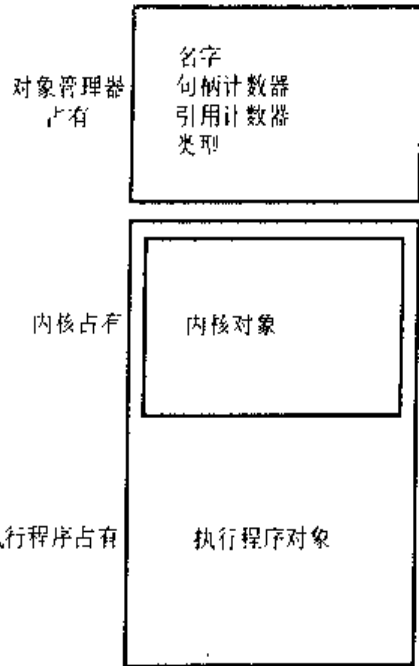 对象管理器
占有
名字
句柄计数器
引用计数器
类型
内核占有
内核对象
行程序占有
执行程序对象